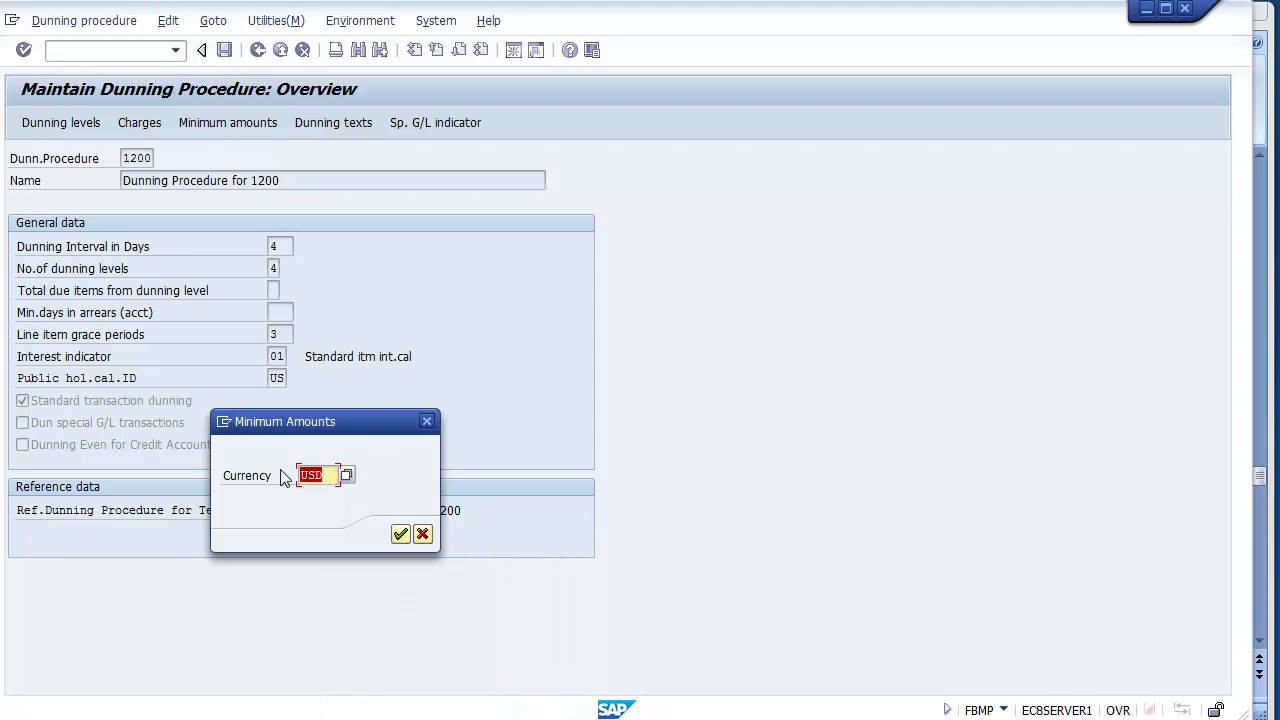 Dunning procedure Edit Goto Utilities(M) Environment System Help
Maintain Dunning Procedure: Overview
Dunning levels Charges Minimum amounts Dunning texts Sp. G/L indicator
Dunn.Procedure 1200
Name Dunning Procedure for 1200
General data
Dunning Interval in Days 4
No.of dunning levels 4
Total due items from dunning level
Min.days in arrears (acct)
Line item grace periods 3
Interest indicator 01 Standard itm int.cal
Public hol.cal.ID US
Standard transaction dunning
Dun special G/L transactions
Dunning Even for Credit Account
Minimum Amounts
Currency USD
Reference data
Ref.Dunning Procedure for Te 200
SAP FBMP ECSSERVER1 OVR